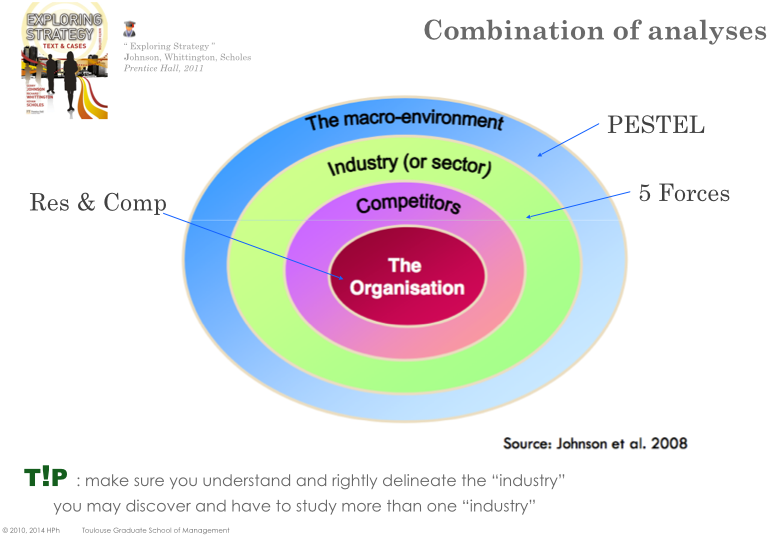 Combination of analyses
EXPLORING
STRATEGY
TEXT & CASES
“ Exploring Strategy ”
Johnson, Whittington, Scholes
Prentice Hall, 2011
JOHNSON
WHITTINGTON
SCHOLES
The macro-environment
PESTEL
Industry (or sector)
5 Forces
Res & Comp
Competitors
The
Organisation
Source: Johnson et al. 2008
T!P : make sure you understand and rightly delineate the “industry”
you may discover and have to study more than one “industry”
© 2010, 2014 HPh Toulouse Graduate School of Management